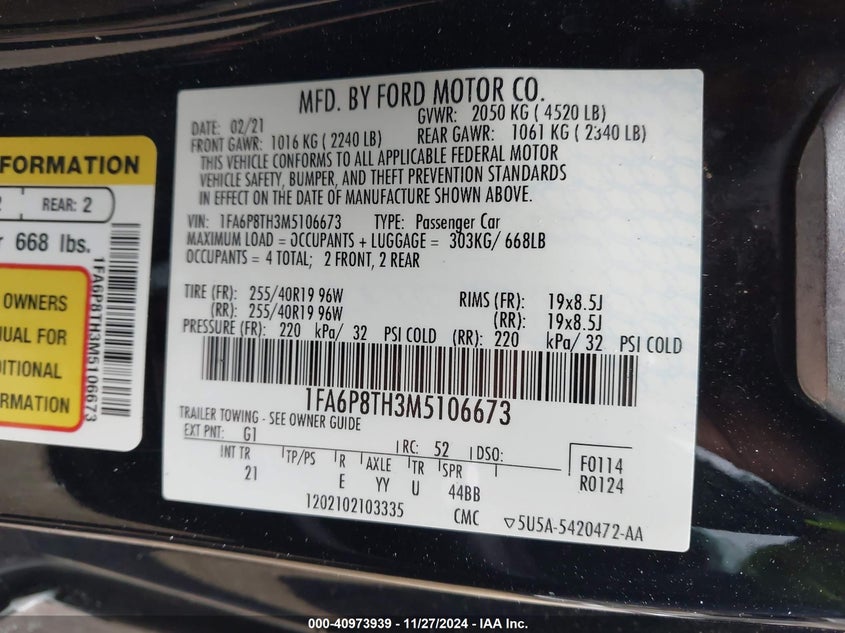 FORMATION
2 REAR: 2
r 668 lbs.
OWNERS
NUAL FOR
DITIONAL
ORMATION
1FA6P8TH3M5106673
MFD. BY FORD MOTOR CO.
DATE: 02/21 GVWR: 2050 KG ( 4520 LB)
FRONT GAWR: 1016 KG ( 2240 LB) REAR GAWR: 1061 KG ( 2340 LB)
THIS VEHICLE CONFORMS TO ALL APPLICABLE FEDERAL MOTOR
VEHICLE SAFETY, BUMPER, AND THEFT PREVENTION STANDARDS
IN EFFECT ON THE DATE OF MANUFACTURE SHOWN ABOVE.
VIN: 1FA6P8TH3M5106673 TYPE: Passenger Car
MAXIMUM LOAD = OCCUPANTS + LUGGAGE = 303KG/ 668LB
OCCUPANTS = 4 TOTAL; 2 FRONT, 2 REAR
TIRE (FR): 255/40R19 96W RIMS (FR): 19x8.5J
(RR): 255/40R19 96W (RR): 19x8.5J
PRESSURE (FR): 220 kPa/ 32 PSI COLD (RR): 220 kPa/ 32 PSI COLD
1FA6P8TH3M5106673
TRAILER TOWING - SEE OWNER GUIDE
EXT PNT: G1 RC: 52 DSO:
INT TR TP/PS R AXLE TR SPR
21 E YY U 44BB
F0114
R0124
1202102103335 CMC ▽5U5A-5420472-AA
000-40973939 - 11/27/2024 - IAA Inc.